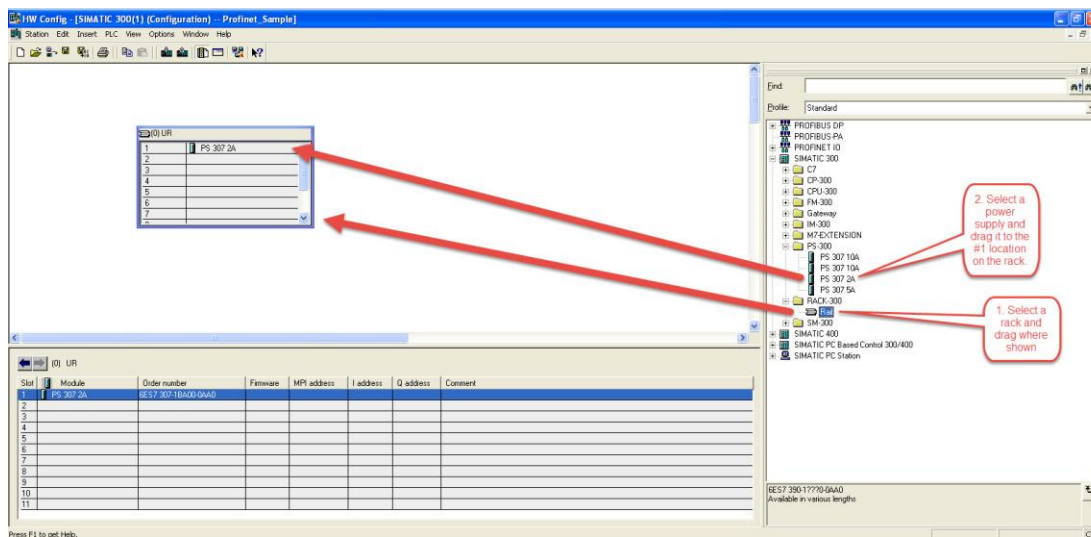 HW Config - [SIMATIC 300(1) (Configuration) -- Profinet_Sample]
Station Edit Insert PLC View Options Window Help
(0) UR
1 PS 307 2A
2
3
4
5
6
7
Find:
Profile: Standard
PROFIBUS DP
PROFIBUS-PA
PROFINET IO
SIMATIC 300
C7
CP-300
CPU-300
FM-300
Gateway
IM-300
M7-EXTENSION
PS-300
PS 307 10A
PS 307 10A
PS 307 2A
PS 307 5A
RACK-300
Rail
SM-300
SIMATIC 400
SIMATIC PC Based Control 300/400
SIMATIC PC Station
2. Select a
power
supply and
drag it to the
#1 location
on the rack.
1. Select a
rack and
drag where
shown
(0) UR
Slot Module Order number Firmware MPI address I address Q address Comment
1 PS 307 2A 6ES7 307-1BA00-0AA0
2
3
4
5
6
7
8
9
10
11
6ES7 390-1???0-0AA0
Available in various lengths
Press F1 to get Help.